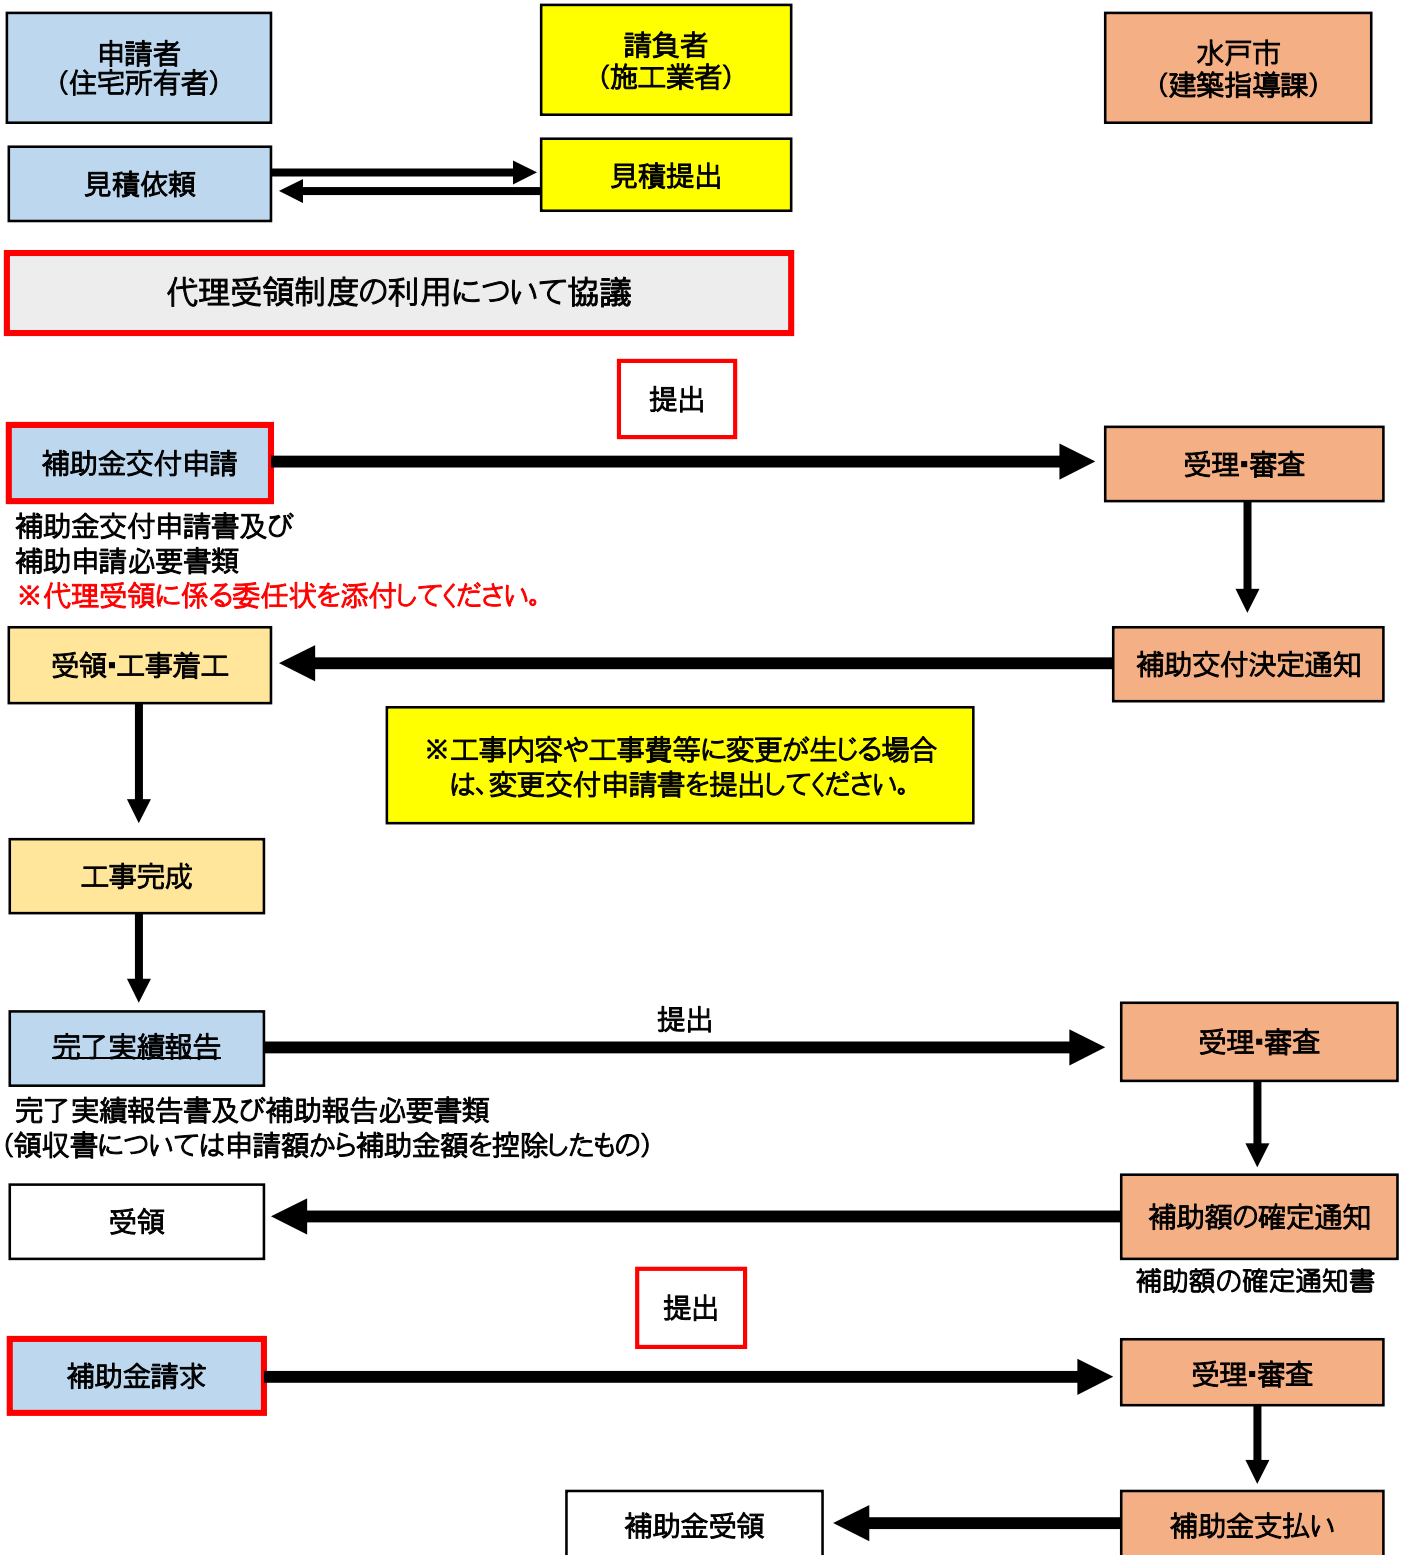 申請者
（住宅所有者）
請負者
（施工業者）
水戸市
（建築指導課）
見積依頼
見積提出
代理受領制度の利用について協議
提出
補助金交付申請
受理・審査
補助金交付申請書及び
補助申請必要書類
※代理受領に係る委任状を添付してください。
受領・工事着工
補助交付決定通知
※工事内容や工事費等に変更が生じる場合
は、変更交付申請書を提出してください。
工事完成
提出
完了実績報告
受理・審査
完了実績報告書及び補助報告必要書類
（領収書については申請額から補助金額を控除したもの）
受領
補助額の確定通知
補助額の確定通知書
提出
補助金請求
受理・審査
補助金受領
補助金支払い